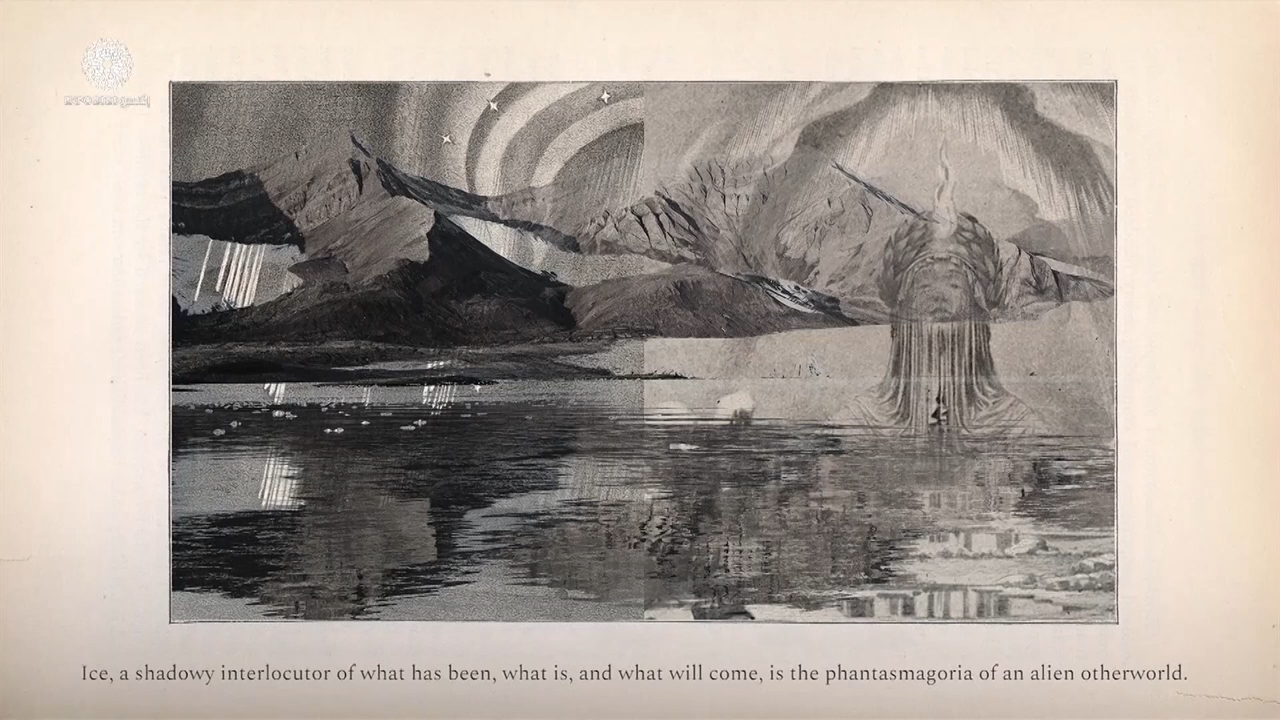 Ice, a shadowy interlocutor of what has been, what is, and what will come, is the phantasmagoria of an alien otherworld.